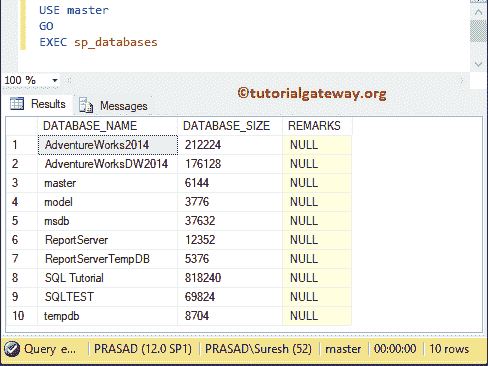 USE master
GO
EXEC sp_databases
100 %
©tutorialgateway.org
Results Messages
DATABASE_NAME DATABASE_SIZE REMARKS
1 AdventureWorks2014 212224 NULL
2 AdventureWorksDW2014 176128 NULL
3 master 6144 NULL
4 model 3776 NULL
5 msdb 37632 NULL
6 ReportServer 12352 NULL
7 ReportServerTempDB 5376 NULL
8 SQL Tutorial 818240 NULL
9 SQLTEST 69824 NULL
10 tempdb 8704 NULL
Query e... PRASAD (12.0 SP1) PRASAD\Suresh (52) master 00:00:00 10 rows